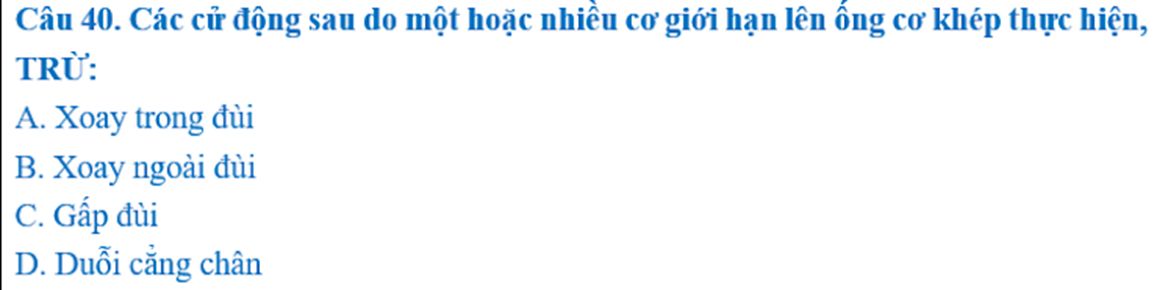 Câu 40. Các cử động sau do một hoặc nhiều cơ giới hạn lên ống cơ khép thực hiện,
TRỪ:
A. Xoay trong đùi
B. Xoay ngoài đùi
C. Gấp đùi
D. Duỗi cẳng chân